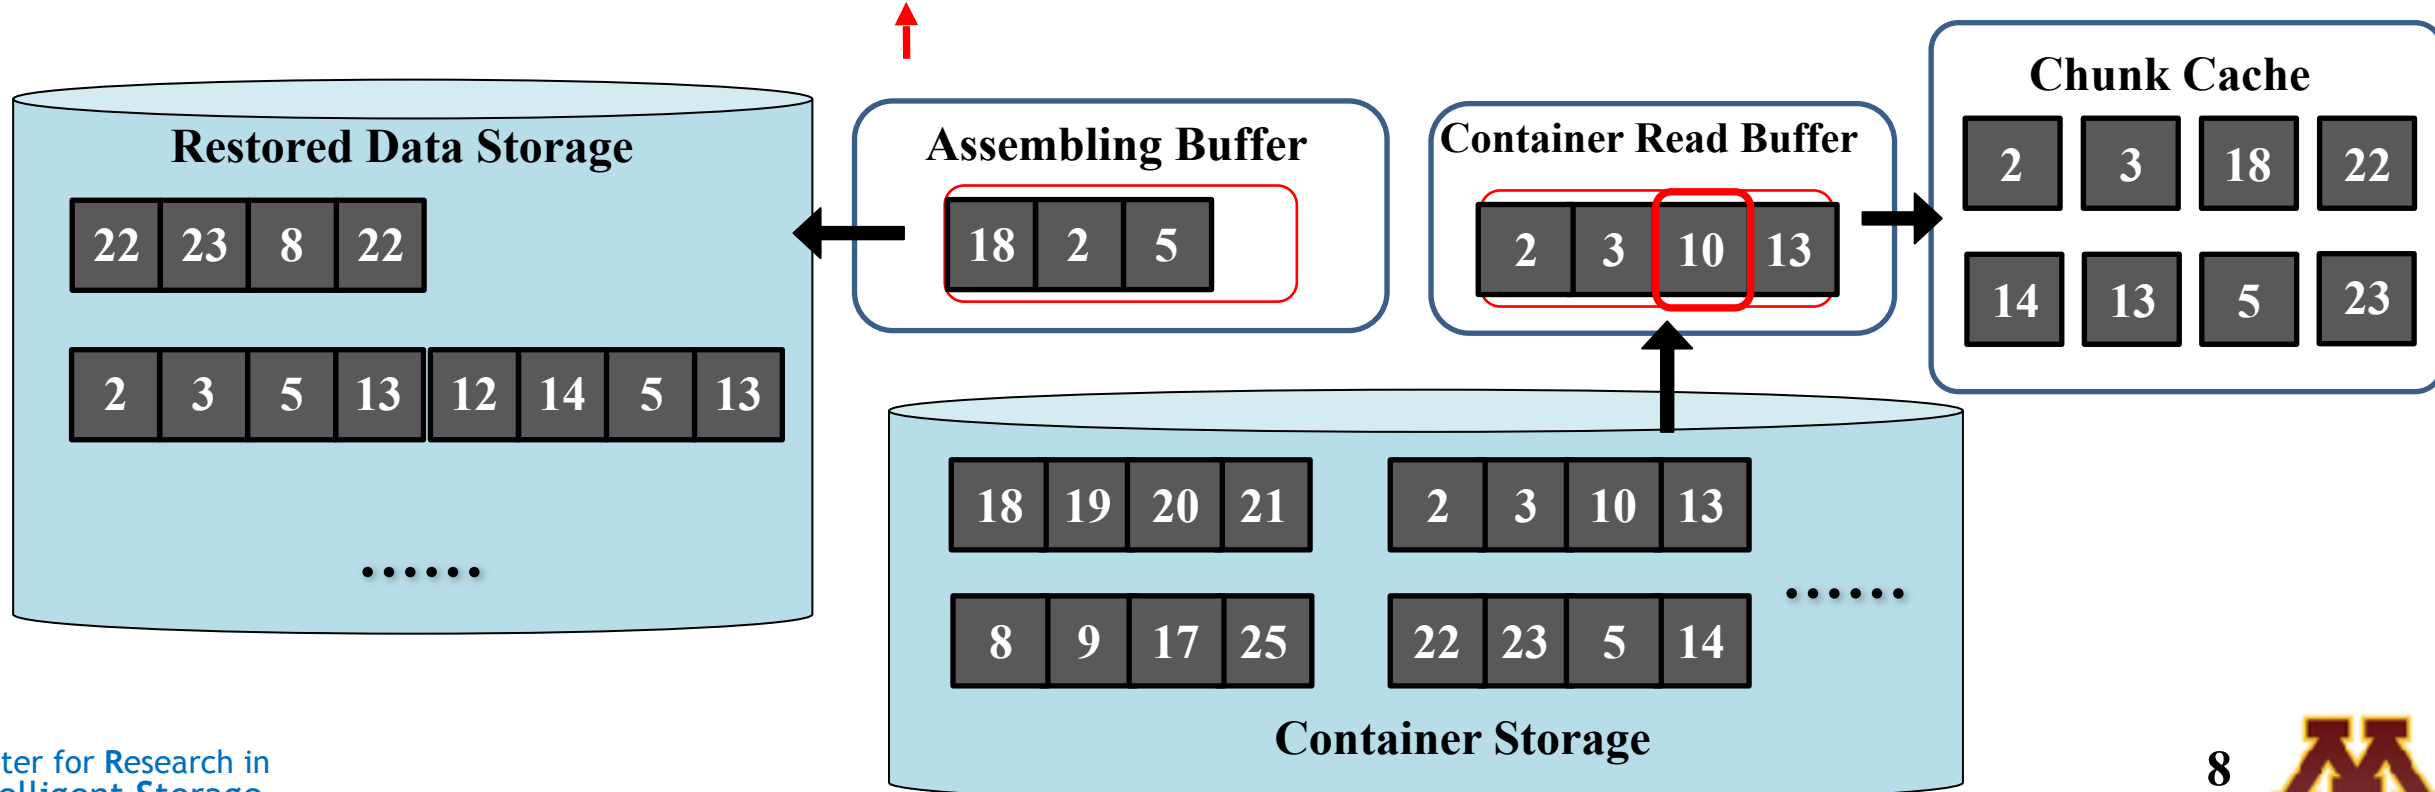 Restored Data Storage
22 23 8 22
2 3 5 13 12 14 5 13
......
Assembling Buffer
18 2 5
Container Read Buffer
2 3 10 13
Chunk Cache
2 3 18 22
14 13 5 23
18 19 20 21 2 3 10 13
8 9 17 25 22 23 5 14
......
Container Storage
ter for Research in
8